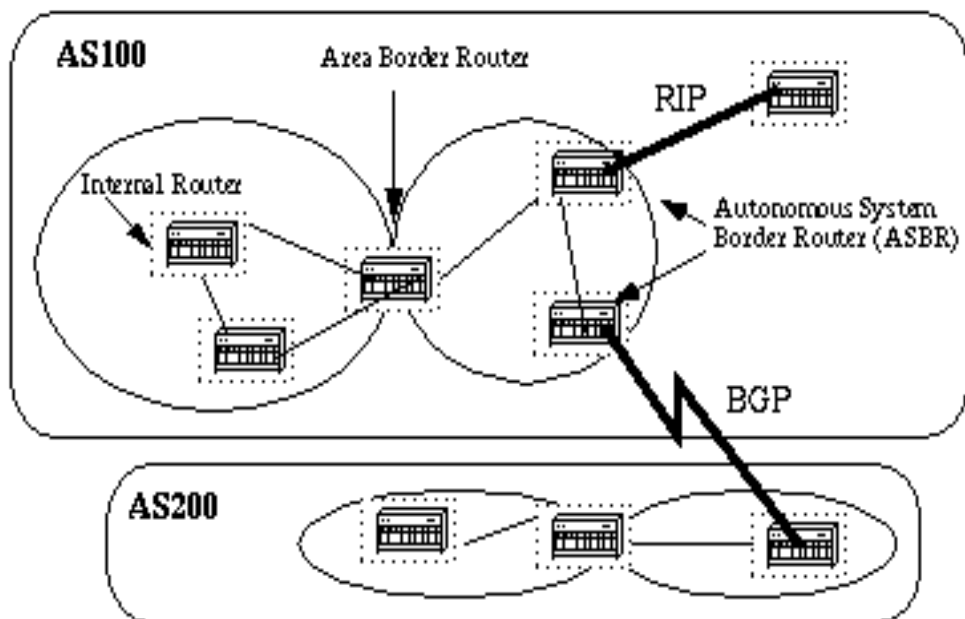 AS100
Area Border Router
RIP
Internal Router
Autonomous System
Border Router (ASBR)
BGP
AS200